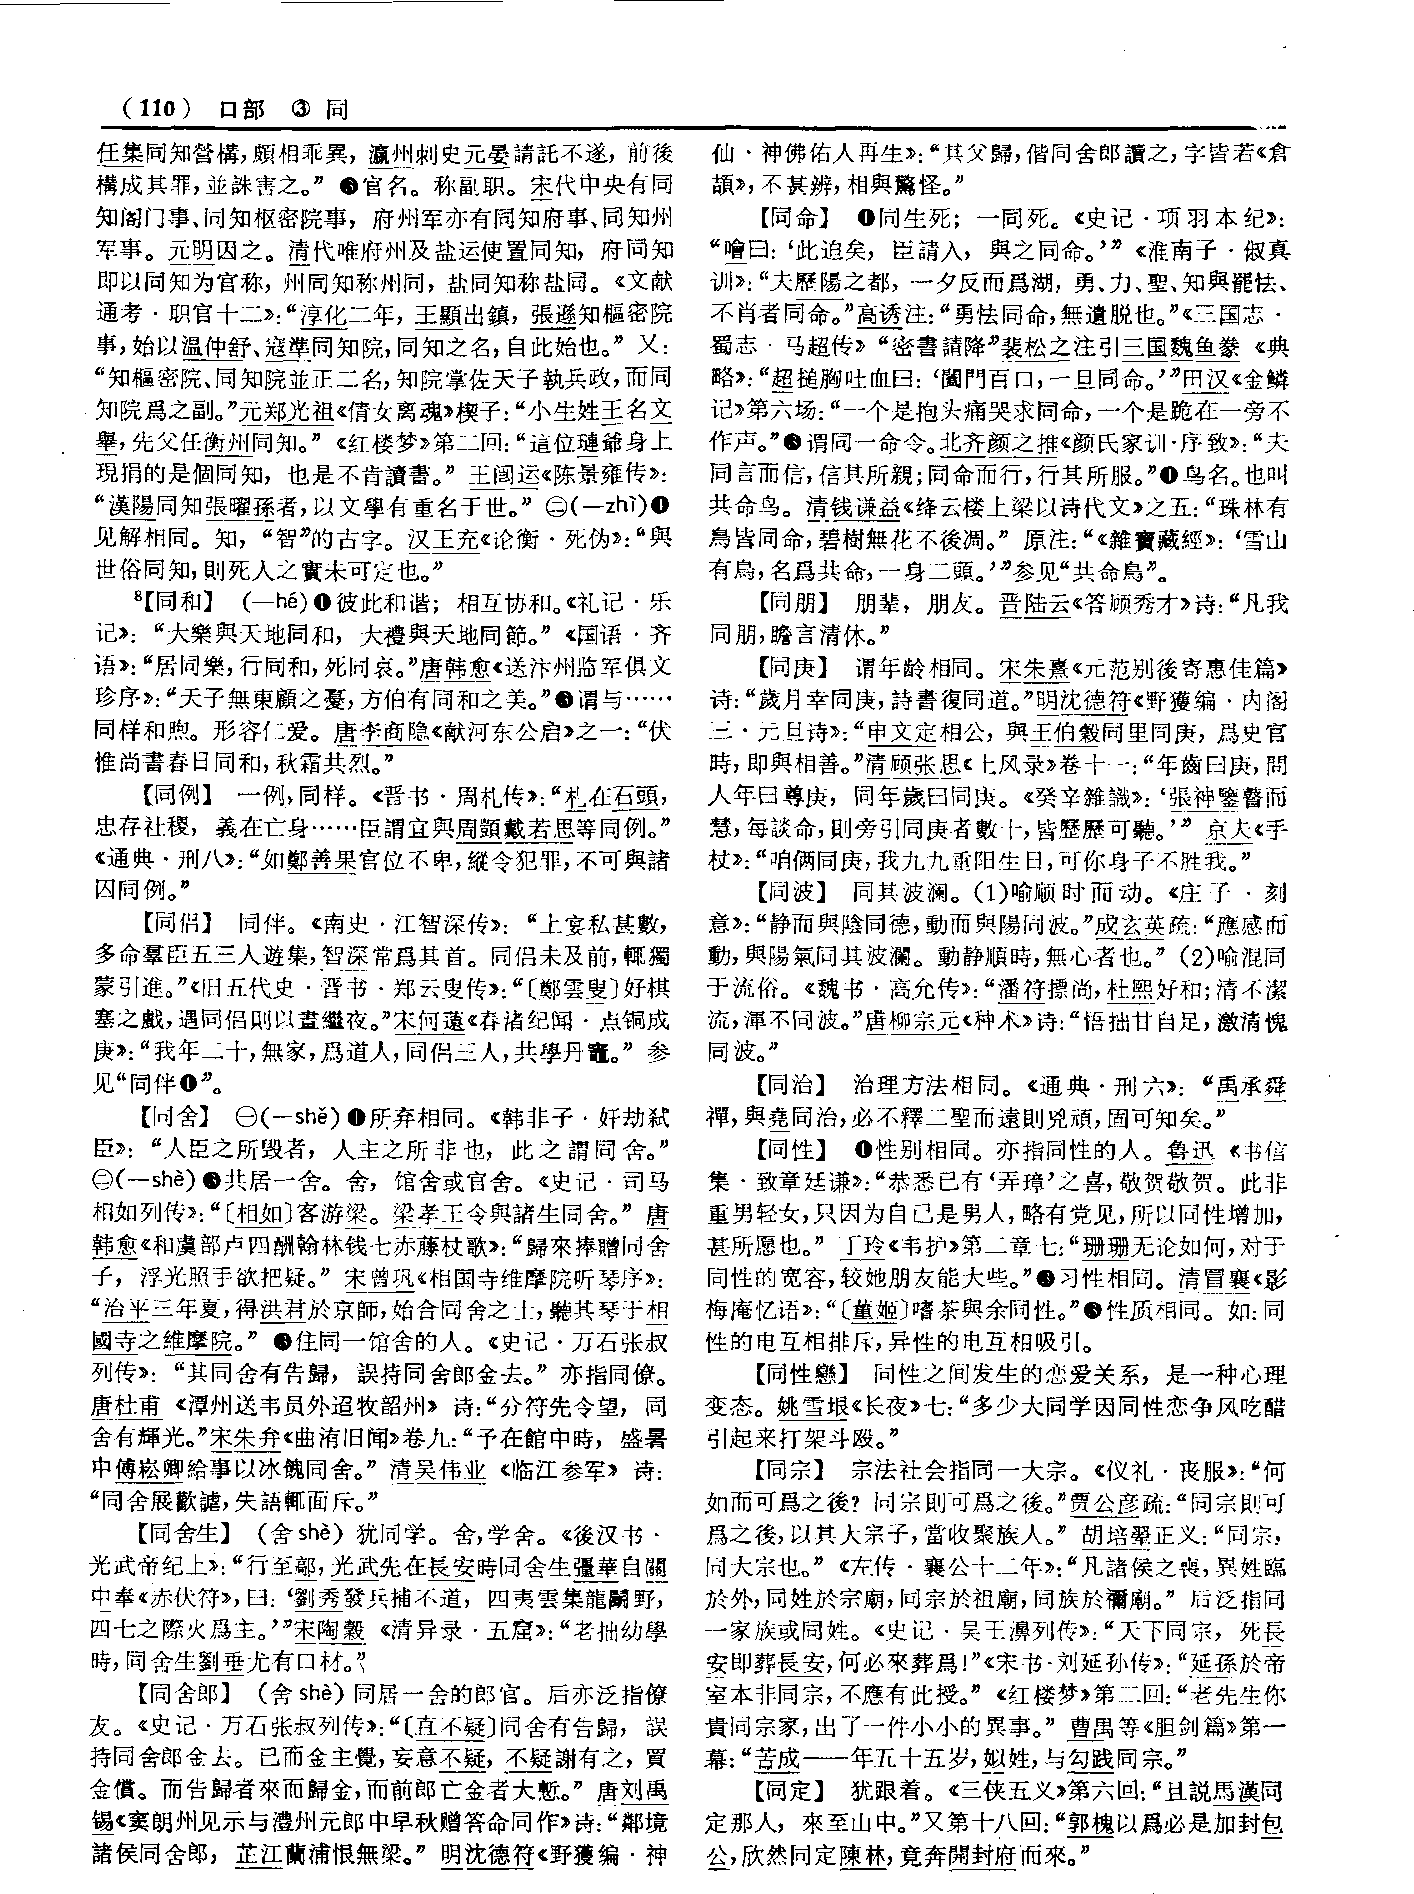 （110） 口部 ③ 同
任集同知營構，頗相乖異，瀛州刺史元晏請託不遂，前後
構成其罪，並誅害之。”❸官名。称副职。宋代中央有同
知阁门事、同知枢密院事，府州军亦有同知府事、同知州
军事。元明因之。清代唯府州及盐运使置同知，府同知
即以同知为官称，州同知称州同，盐同知称盐同。《文献
通考·职官十二》：“淳化二年，王顯出鎮，張遜知樞密院
事，始以温仲舒、寇準同知院，同知之名，自此始也。”又：
“知樞密院、同知院並正二名，知院掌佐天子執兵政，而同
知院爲之副。”元郑光祖《倩女离魂》楔子：“小生姓王名文
舉，先父任衡州同知。”《红楼梦》第二回：“這位璉爺身上
現捐的是個同知，也是不肯讀書。”王闿运《陈景雍传》：
“漢陽同知張曜孫者，以文學有重名于世。”㊁(—zhì)❶
见解相同。知，“智”的古字。汉王充《论衡·死伪》：“與
世俗同知，則死人之實未可定也。”
⁸【同和】 (—hé)❶彼此和谐；相互协和。《礼记·乐
记》：“大樂與天地同和，大禮與天地同節。”《国语·齐
语》：“居同樂，行同和，死同哀。”唐韩愈《送汴州监军俱文
珍序》：“天子無東顧之憂，方伯有同和之美。”❷谓与……
同样和煦。形容仁爱。唐李商隐《献河东公启》之一：“伏
惟尚書春日同和，秋霜共烈。”
【同例】 一例，同样。《晋书·周札传》：“札在石頭，
忠存社稷，義在亡身……臣謂宜與周顗戴若思等同例。”
《通典·刑八》：“如鄭善果官位不卑，縱令犯罪，不可與諸
囚同例。”
【同侣】 同伴。《南史·江智深传》：“上宴私甚數，
多命羣臣五三人遊集，智深常爲其首。同侣未及前，輒獨
蒙引進。”《旧五代史·晋书·郑云叟传》：“〔鄭雲叟〕好棋
塞之戲，遇同侣則以晝繼夜。”宋何薳《春渚纪闻·点铜成
庚》：“我年二十，無家，爲道人，同侣三人，共學丹竈。”参
见“同伴❶”。
【同舍】 ㊀(—shě)❶所弃相同。《韩非子·奸劫弑
臣》：“人臣之所毁者，人主之所非也，此之謂同舍。”
㊁(—shè)❷共居一舍。舍，馆舍或官舍。《史记·司马
相如列传》：“〔相如〕客游梁。梁孝王令與諸生同舍。”唐
韩愈《和虞部卢四酬翰林钱七赤藤杖歌》：“歸來捧贈同舍
子，浮光照手欲把疑。”宋曾巩《相国寺维摩院听琴序》：
“治平三年夏，得洪君於京師，始合同舍之士，聽其琴于相
國寺之維摩院。”❸住同一馆舍的人。《史记·万石张叔
列传》：“其同舍有告歸，誤持同舍郎金去。”亦指同僚。
唐杜甫《潭州送韦员外迢牧韶州》诗：“分符先令望，同
舍有輝光。”宋朱弁《曲洧旧闻》卷九：“予在館中時，盛暑
中傅崧卿給事以冰餽同舍。”清吴伟业《临江参军》诗：
“同舍展歡謔，失語輒面斥。”
【同舍生】 (舍shè) 犹同学。舍，学舍。《後汉书·
光武帝纪上》：“行至鄗，光武先在長安時同舍生彊華自關
中奉《赤伏符》，曰：‘劉秀發兵捕不道，四夷雲集龍鬬野，
四七之際火爲主。’”宋陶穀《清异录·五窟》：“老拙幼學
時，同舍生劉垂尤有口材。”
【同舍郎】 (舍shè)同居一舍的郎官。后亦泛指僚
友。《史记·万石张叔列传》：“〔直不疑〕同舍有告歸，誤
持同舍郎金去。已而金主覺，妄意不疑，不疑謝有之，買
金償。而告歸者來而歸金，而前郎亡金者大慙。”唐刘禹
锡《窦朗州见示与澧州元郎中早秋赠答命同作》诗：“鄰境
諸侯同舍郎，芷江蘭浦恨無梁。”明沈德符《野獲编·神
仙·神佛佑人再生》：“其父歸，偕同舍郎讀之，字皆若《倉
頡》，不甚辨，相與驚怪。”
【同命】 ❶同生死；一同死。《史记·项羽本纪》：
“噲曰：‘此迫矣，臣請入，與之同命。’”《淮南子·俶真
训》：“夫歷陽之都，一夕反而爲湖，勇、力、聖、知與罷怯、
不肖者同命。”高诱注：“勇怯同命，無遺脱也。”《三国志·
蜀志·马超传》“密書請降”裴松之注引三国魏鱼豢《典
略》：“超搥胸吐血曰：‘闔門百口，一旦同命。’”田汉《金鳞
记》第六场：“一个是抱头痛哭求同命，一个是跪在一旁不
作声。”❷谓同一命令。北齐颜之推《颜氏家训·序致》：“夫
同言而信，信其所親；同命而行，行其所服。”❸鸟名。也叫
共命鸟。清钱谦益《绛云楼上梁以诗代文》之五：“珠林有
鳥皆同命，碧樹無花不後凋。”原注：“《雜寶藏經》：‘雪山
有鳥，名爲共命，一身二頭。’”参见“共命鳥”。
【同朋】 朋辈，朋友。晋陆云《答顾秀才》诗：“凡我
同朋，瞻言清休。”
【同庚】 谓年龄相同。宋朱熹《元范别後寄惠佳篇》
诗：“歲月幸同庚，詩書復同道。”明沈德符《野獲编·内阁
三·元旦诗》：“申文定相公，與王伯穀同里同庚，爲史官
時，即與相善。”清顾张思《土风录》卷十一：“年齒曰庚，問
人年曰尊庚，同年歲曰同庚。《癸辛雜識》：‘張神鑒瞽而
慧，每談命，則旁引同庚者數十，皆歷歷可聽。’”京夫《手
杖》：“咱俩同庚，我九九重阳生日，可你身子不胜我。”
【同波】 同其波澜。(1)喻顺时而动。《庄子·刻
意》：“静而與陰同德，動而與陽同波。”成玄英疏：“應感而
動，與陽氣同其波瀾。動静順時，無心者也。”(2)喻混同
于流俗。《魏书·高允传》：“潘符摽尚，杜熙好和；清不潔
流，渾不同波。”唐柳宗元《种术》诗：“悟拙甘自足，激清愧
同波。”
【同治】 治理方法相同。《通典·刑六》：“禹承舜
禪，與堯同治，必不釋二聖而遠則兇頑，固可知矣。”
【同性】 ❶性别相同。亦指同性的人。鲁迅《书信
集·致章廷谦》：“恭悉已有‘弄璋’之喜，敬贺敬贺。此非
重男轻女，只因为自己是男人，略有党见，所以同性增加，
甚所愿也。”丁玲《韦护》第二章七：“珊珊无论如何，对于
同性的宽容，较她朋友能大些。”❷习性相同。清冒襄《影
梅庵忆语》：“〔董姬〕嗜茶與余同性。”❸性质相同。如：同
性的电互相排斥，异性的电互相吸引。
【同性戀】 同性之间发生的恋爱关系，是一种心理
变态。姚雪垠《长夜》七：“多少大同学因同性恋争风吃醋
引起来打架斗殴。”
【同宗】 宗法社会指同一大宗。《仪礼·丧服》：“何
如而可爲之後？同宗則可爲之後。”贾公彦疏：“同宗則可
爲之後，以其大宗子，當收聚族人。”胡培翚正义：“同宗，
同大宗也。”《左传·襄公十二年》：“凡諸侯之喪，異姓臨
於外，同姓於宗廟，同宗於祖廟，同族於禰廟。”后泛指同
一家族或同姓。《史记·吴王濞列传》：“天下同宗，死長
安即葬長安，何必來葬爲！”《宋书·刘延孙传》：“延孫於帝
室本非同宗，不應有此授。”《红楼梦》第二回：“老先生你
貴同宗家，出了一件小小的異事。”曹禺等《胆剑篇》第一
幕：“苦成——年五十五岁，姒姓，与勾践同宗。”
【同定】 犹跟着。《三侠五义》第六回：“且説馬漢同
定那人，來至山中。”又第十八回：“郭槐以爲必是加封包
公，欣然同定陳林，竟奔開封府而來。”